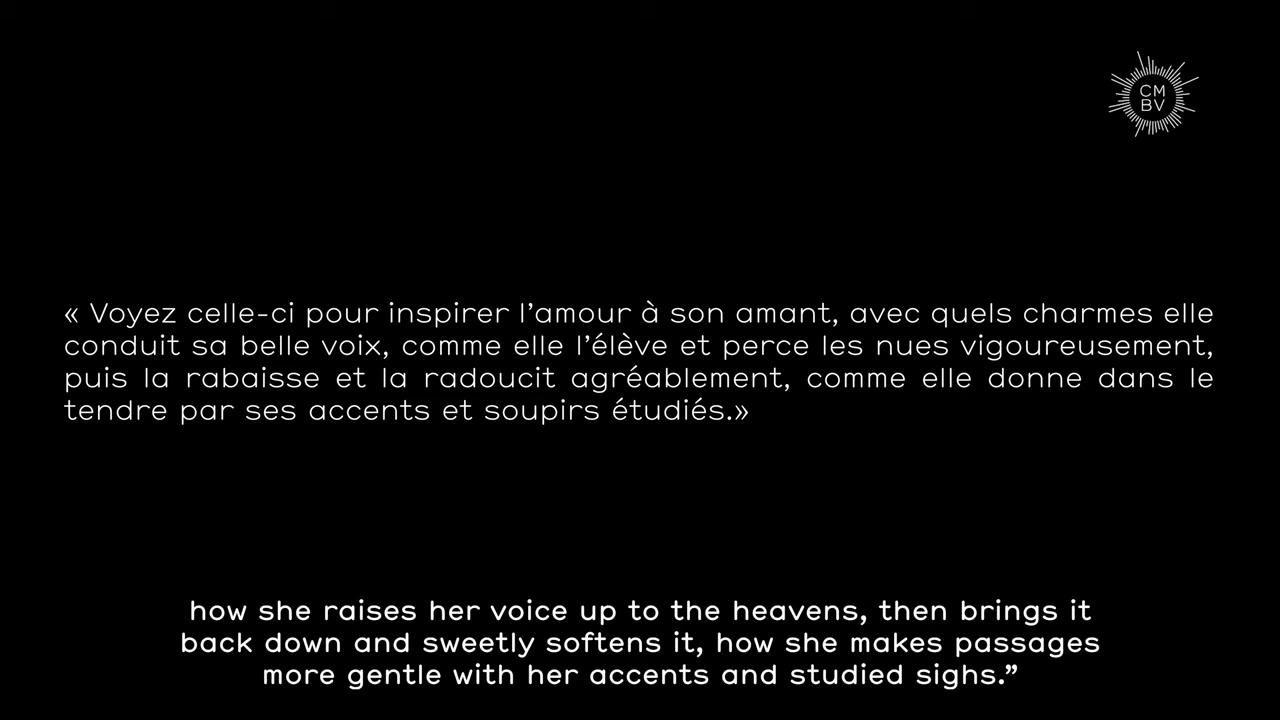 CM
BV
« Voyez celle-ci pour inspirer l’amour à son amant, avec quels charmes elle
conduit sa belle voix, comme elle l’élève et perce les nues vigoureusement,
puis la rabaisse et la radoucit agréablement, comme elle donne dans le
tendre par ses accents et soupirs étudiés.»
how she raises her voice up to the heavens, then brings it
back down and sweetly softens it, how she makes passages
more gentle with her accents and studied sighs.”